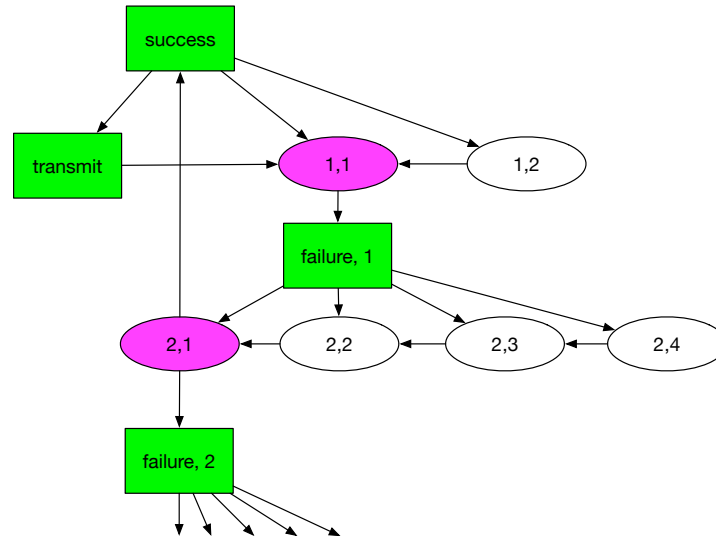 success
transmit
1,1
1,2
failure, 1
2,1
2,2
2,3
2,4
failure, 2